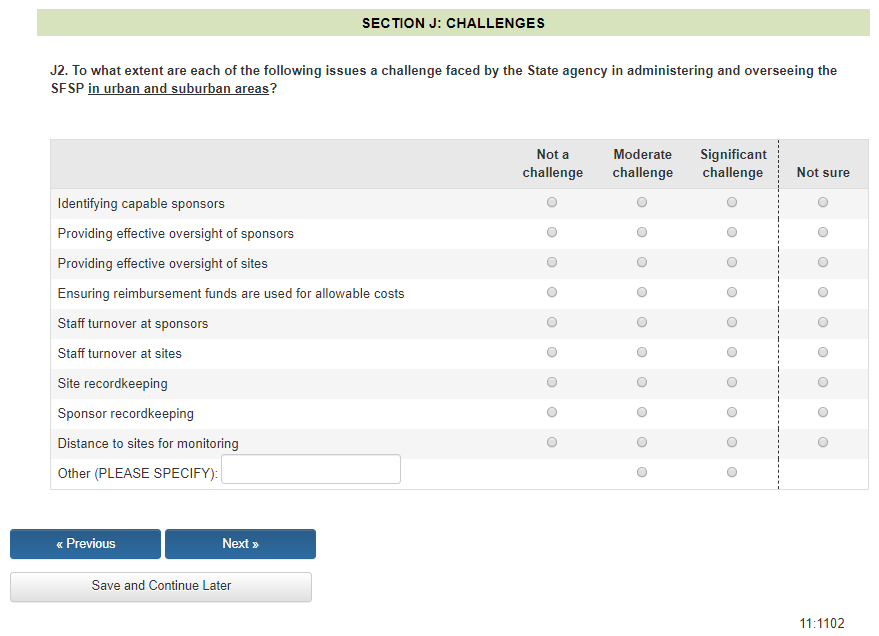 SECTION J: CHALLENGES
J2. To what extent are each of the following issues a challenge faced by the State agency in administering and overseeing the
SFSP in urban and suburban areas?
Not a Moderate Significant
challenge challenge challenge Not sure
Identifying capable sponsors
Providing effective oversight of sponsors
Providing effective oversight of sites
Ensuring reimbursement funds are used for allowable costs
Staff turnover at sponsors
Staff turnover at sites
Site recordkeeping
Sponsor recordkeeping
Distance to sites for monitoring
Other (PLEASE SPECIFY):
« Previous Next »
Save and Continue Later
11:1102